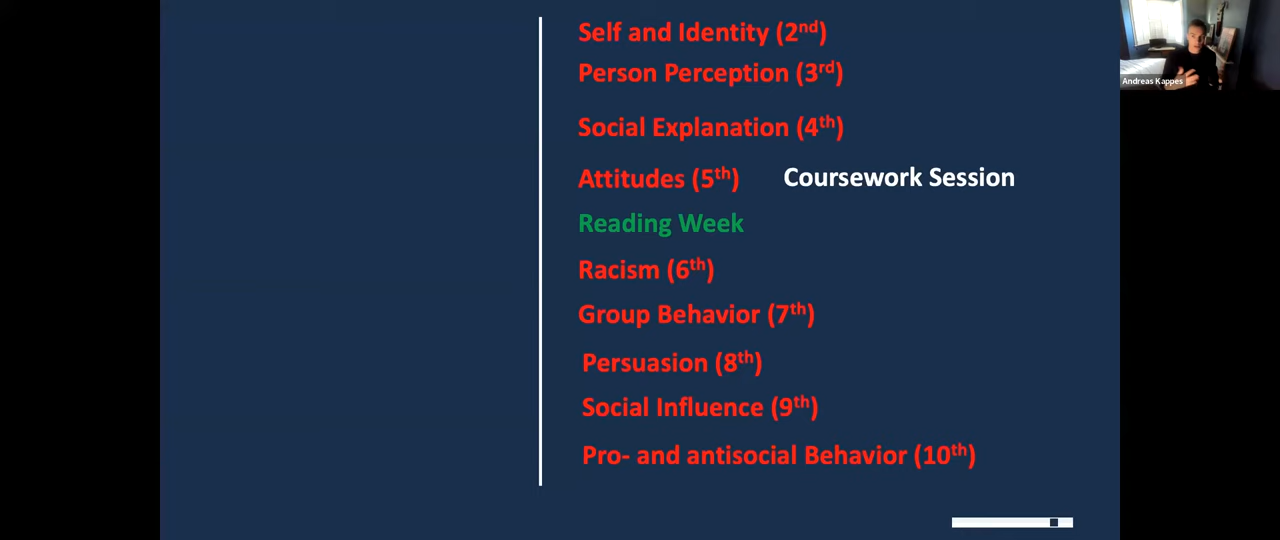 Self and Identity (2nd)
Person Perception (3rd)
Social Explanation (4th)
Attitudes (5th) Coursework Session
Reading Week
Racism (6th)
Group Behavior (7th)
Persuasion (8th)
Social Influence (9th)
Pro- and antisocial Behavior (10th)
Andreas Kappes